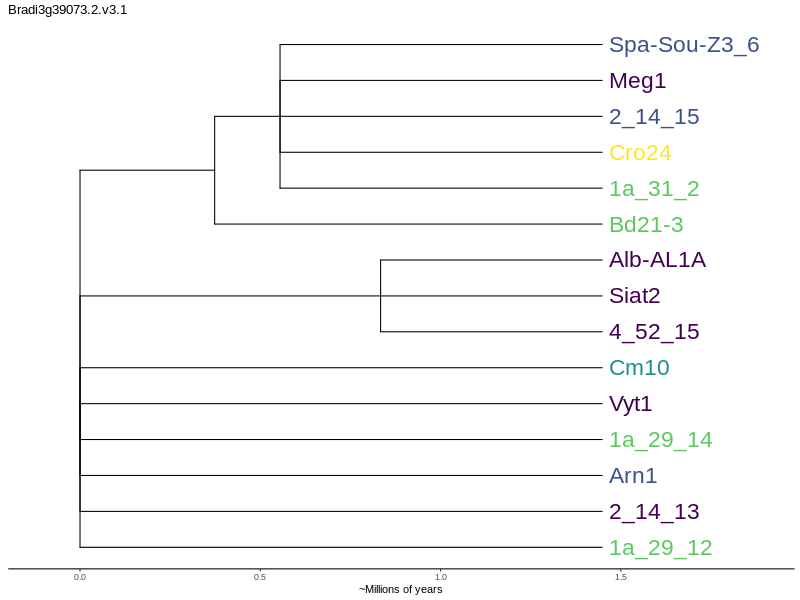 Bradi3g39073.2.v3.1
Spa-Sou-Z3_6
Meg1
2_14_15
Cro24
1a_31_2
Bd21-3
Alb-AL1A
Siat2
4_52_15
Cm10
Vyt1
1a_29_14
Arn1
2_14_13
1a_29_12
0.0 0.5 1.0 1.5
~Millions of years